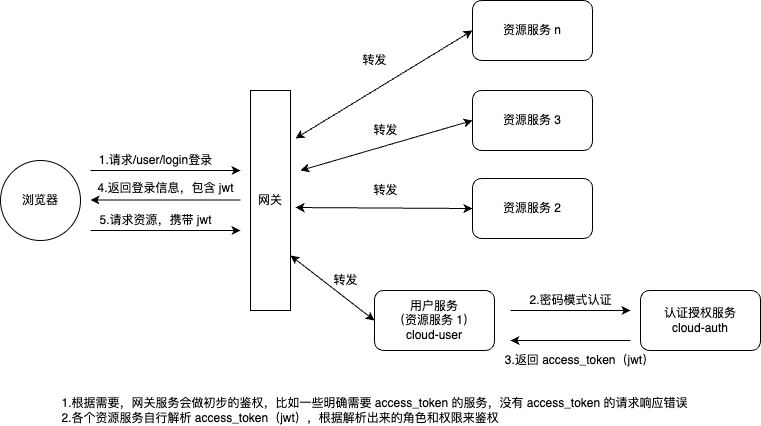 资源服务 n
转发
资源服务 3
转发
1.请求/user/login登录
4.返回登录信息，包含 jwt
浏览器
网关
转发
资源服务 2
5.请求资源，携带 jwt
转发
用户服务
（资源服务 1）
cloud-user
2.密码模式认证
认证授权服务
cloud-auth
3.返回 access_token（jwt）
1.根据需要，网关服务会做初步的鉴权，比如一些明确需要 access_token 的服务，没有 access_token 的请求响应错误
2.各个资源服务自行解析 access_token（jwt），根据解析出来的角色和权限来鉴权